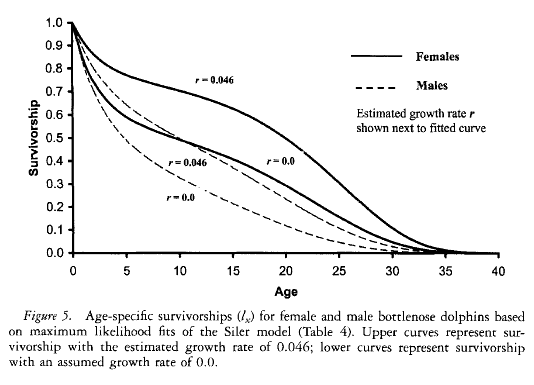 1.0
0.9
0.8
0.7
0.6
0.5
0.4
0.3
0.2
0.1
0.0
Survivorship
r = 0.046
r = 0.046
r = 0.0
r = 0.0
Females
Males
Estimated growth rate r
shown next to fitted curve
0 5 10 15 20 25 30 35 40
Age
Figure 5. Age-specific survivorships (lx) for female and male bottlenose dolphins based
on maximum likelihood fits of the Siler model (Table 4). Upper curves represent sur-
vivorship with the estimated growth rate of 0.046; lower curves represent survivorship
with an assumed growth rate of 0.0.